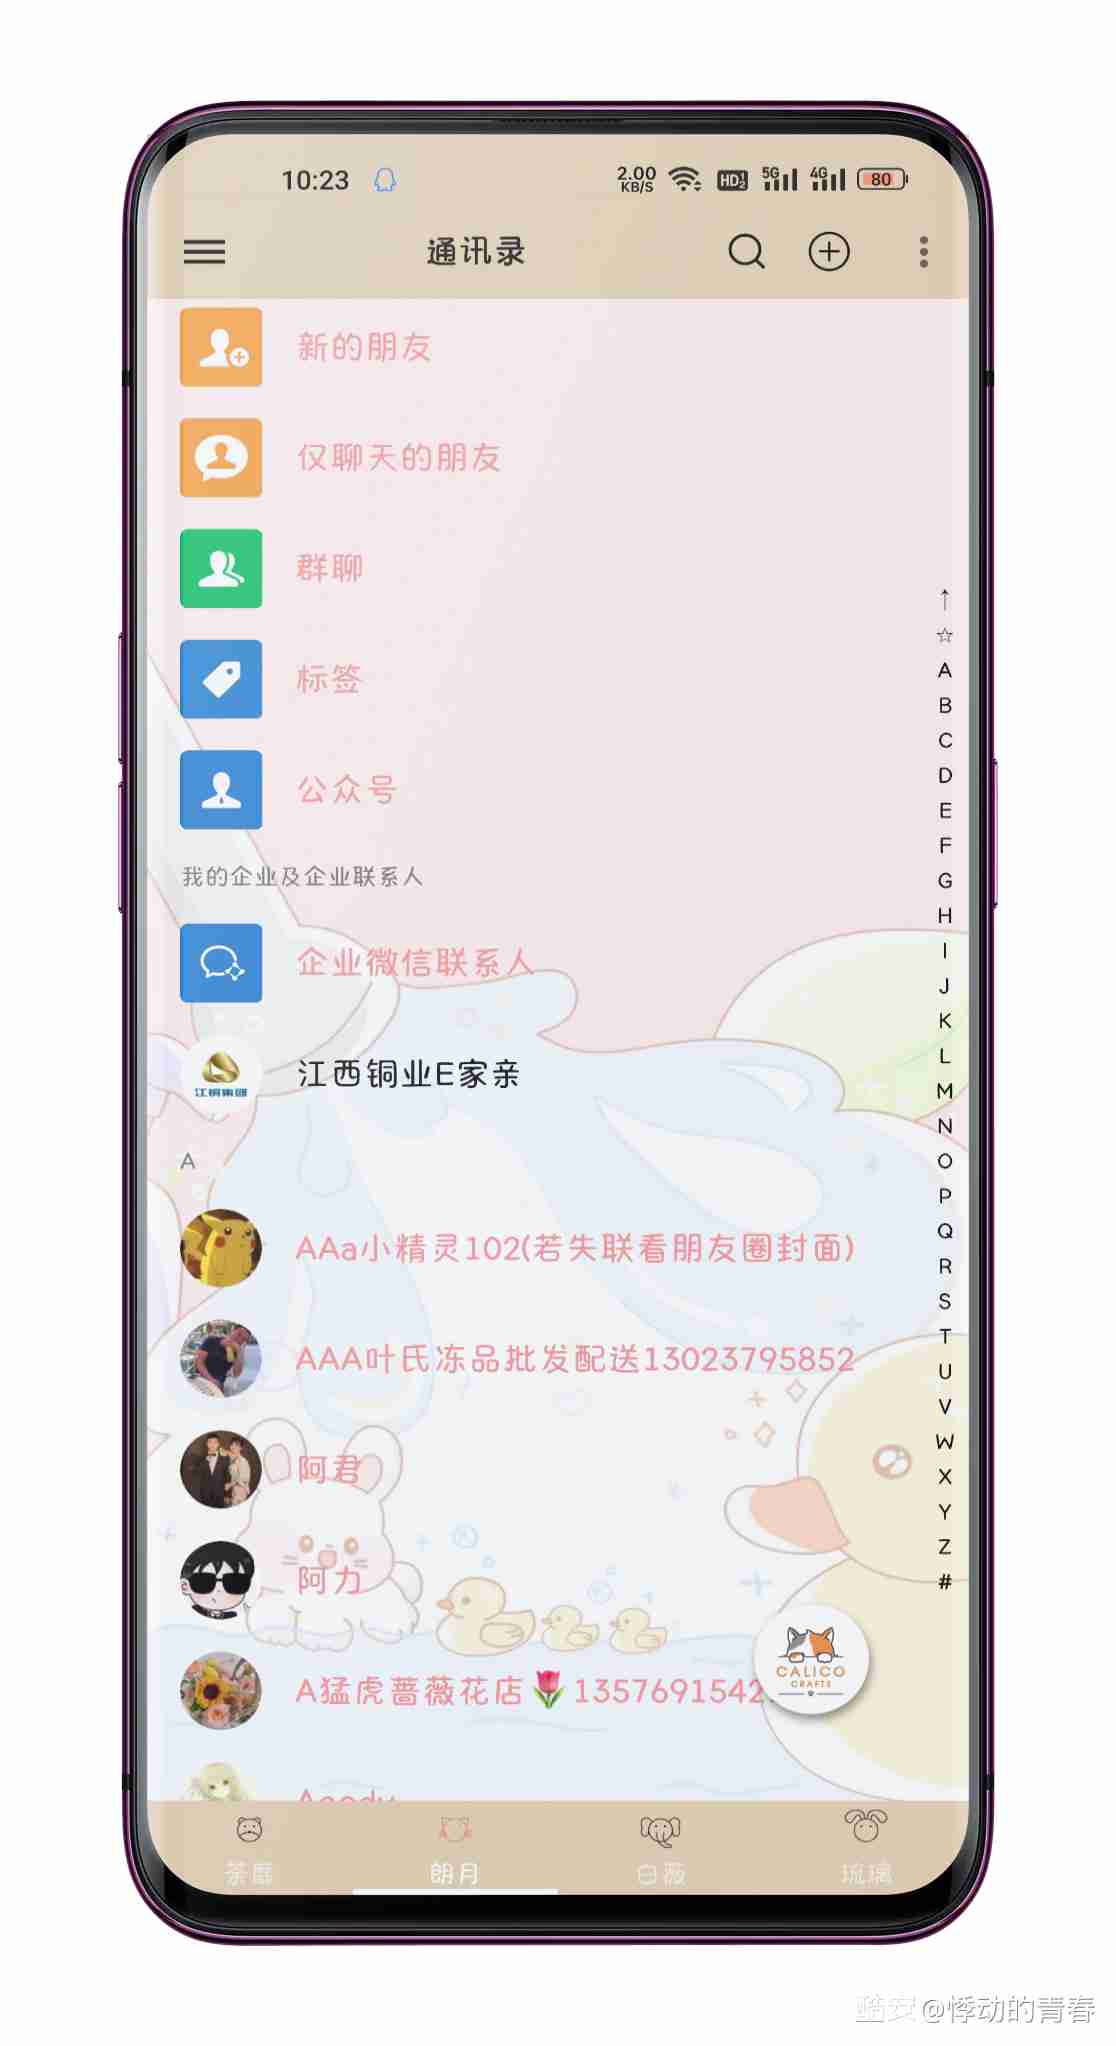 10:23
2.00 KB/S
HD 1 2
5G
4G
80
通讯录
新的朋友
仅聊天的朋友
群聊
标签
公众号
我的企业及企业联系人
企业微信联系人
江铜集团
江西铜业E家亲
A
AAa小精灵102(若失联看朋友圈封面)
AAA叶氏冻品批发配送13023795852
阿君
阿力
A猛虎蔷薇花店🌷1357691542
CALICO
CRAFTS
↑
☆
A
B
C
D
E
F
G
H
I
J
K
L
M
N
O
P
Q
R
S
T
U
V
W
X
Y
Z
#
茶靡
朗月
白薇
琉璃
酷安@悸动的青春